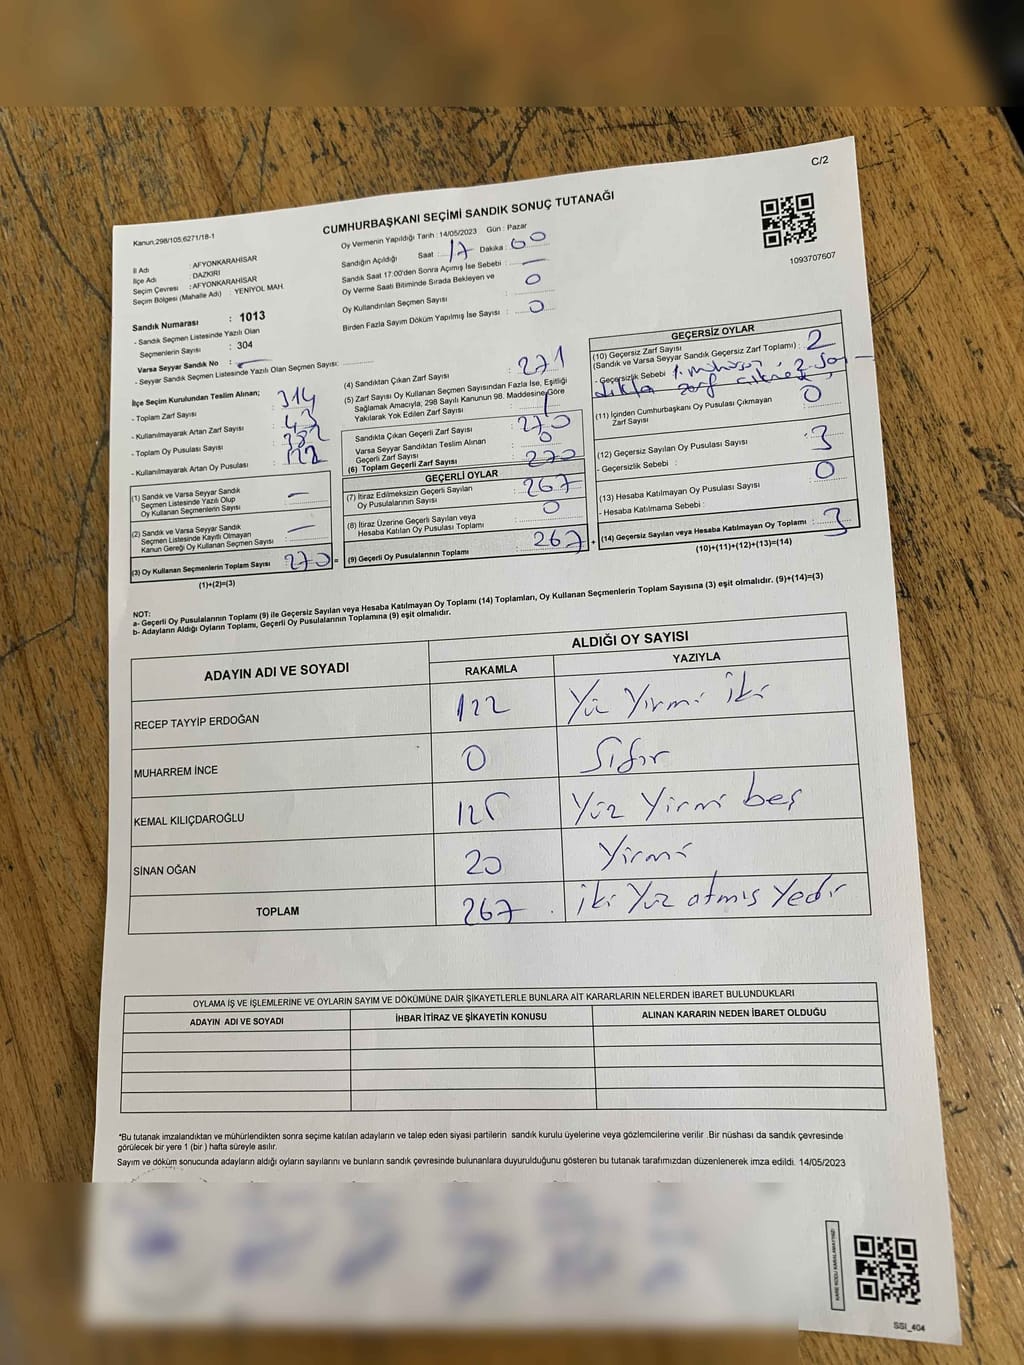 C/2
CUMHURBAŞKANI SEÇİMİ SANDIK SONUÇ TUTANAĞI
Kanun,298/105;6271/18-1
Oy Vermenin Yapıldığı Tarih : 14/05/2023 Gün : Pazar
Sandığın Açıldığı Saat : 17 Dakika : 00
Sandık Saat 17:00'den Sonra Açımış İse Sebebi : —
Oy Verme Saati Bitiminde Sırada Bekleyen ve
Oy Kullandırılan Seçmen Sayısı : 0
Birden Fazla Sayım Döküm Yapılmış İse Sayısı : 0
1093707607
İl Adı : AFYONKARAHİSAR
İlçe Adı : DAZKIRI
Seçim Çevresi : AFYONKARAHİSAR
Seçim Bölgesi (Mahalle Adı) : YENİYOL MAH.
Sandık Numarası : 1013
- Sandık Seçmen Listesinde Yazılı Olan
Seçmenlerin Sayısı : 304
Varsa Seyyar Sandık No : —
- Seyyar Sandık Seçmen Listesinde Yazılı Olan Seçmen Sayısı:
İlçe Seçim Kurulundan Teslim Alınan;
- Toplam Zarf Sayısı : 314
- Kullanılmayarak Artan Zarf Sayısı : 43
- Toplam Oy Pusulası Sayısı :
- Kullanılmayarak Artan Oy Pusulası :
(1) Sandık ve Varsa Seyyar Sandık
Seçmen Listesinde Yazılı Olup
Oy Kullanan Seçmen Sayısı : —
(2) Sandık ve Varsa Seyyar Sandık
Seçmen Listesinde Kayıtlı Olmayan
Kanun Gereği Oy Kullanan Seçmen Sayısı : —
(3) Oy Kullanan Seçmenlerin Toplam Sayısı : 270 =
(1)+(2)=(3)
(4) Sandıktan Çıkan Zarf Sayısı : 271
(5) Zarf Sayısı Oy Kullanan Seçmen Sayısından Fazla İse, Eşitliği
Sağlamak Amacıyla; 298 Sayılı Kanunun 98. Maddesine Göre
Yakılarak Yok Edilen Zarf Sayısı : 1
Sandıkta Çıkan Geçerli Zarf Sayısı : 270
Varsa Seyyar Sandıktan Teslim Alınan
Geçerli Zarf Sayısı : 0
(6) Toplam Geçerli Zarf Sayısı : 270
GEÇERLİ OYLAR
(7) İtiraz Edilmeksizin Geçerli Sayılan
Oy Pusulalarının Sayısı : 267
(8) İtiraz Üzerine Geçerli Sayılan veya
Hesaba Katılan Oy Pusulası Toplamı : 0
(9) Geçerli Oy Pusulalarının Toplamı : 267 +
GEÇERSİZ OYLAR
(10) Geçersiz Zarf Sayısı
(Sandık ve Varsa Seyyar Sandık Geçersiz Zarf Toplamı) : 2
- Geçersizlik Sebebi
(11) İçinden Cumhurbaşkanı Oy Pusulası Çıkmayan
Zarf Sayısı : 0
(12) Geçersiz Sayılan Oy Pusulası Sayısı : 3
- Geçersizlik Sebebi :
(13) Hesaba Katılmayan Oy Pusulası Sayısı : 0
- Hesaba Katılmama Sebebi :
(14) Geçersiz Sayılan veya Hesaba Katılmayan Oy Toplamı : 3
(10)+(11)+(12)+(13)=(14)
NOT:
a- Geçerli Oy Pusulalarının Toplamı (9) ile Geçersiz Sayılan veya Hesaba Katılmayan Oy Toplamı (14) Toplamları, Oy Kullanan Seçmenlerin Toplam Sayısına (3) eşit olmalıdır. (9)+(14)=(3)
b- Adayların Aldığı Oyların Toplamı, Geçerli Oy Pusulalarının Toplamına (9) eşit olmalıdır.
ADAYIN ADI VE SOYADI ALDIĞI OY SAYISI
RAKAMLA YAZIYLA
RECEP TAYYİP ERDOĞAN 122 Yüz Yirmi iki
MUHARREM İNCE 0 Sıfır
KEMAL KILIÇDAROĞLU 125 Yüz Yirmi beş
SİNAN OĞAN 20 Yirmi
TOPLAM 267 iki Yüz atmış Yedi
OYLAMA İŞ VE İŞLEMLERİNE VE OYLARIN SAYIM VE DÖKÜMÜNE DAİR ŞİKAYETLERLE BUNLARA AİT KARARLARIN NELERDEN İBARET BULUNDUKLARI
ADAYIN ADI VE SOYADI İHBAR İTİRAZ VE ŞİKAYETİN KONUSU ALINAN KARARIN NEDEN İBARET OLDUĞU
*Bu tutanak imzalandıktan ve mühürlendikten sonra seçime katılan adayların ve talep eden siyasi partilerin sandık kurulu üyelerine veya gözlemcilerine verilir .Bir nüshası da sandık çevresinde
görülecek bir yere 1 (bir ) hafta süreyle asılır.
Sayım ve döküm sonucunda adayların aldığı oyların sayılarını ve bunların sandık çevresinde bulunanlara duyurulduğunu gösteren bu tutanak tarafımızdan düzenlenerek imza edildi. 14/05/2023
KARE KODU KARALAMAYINIZ!
SSI_404